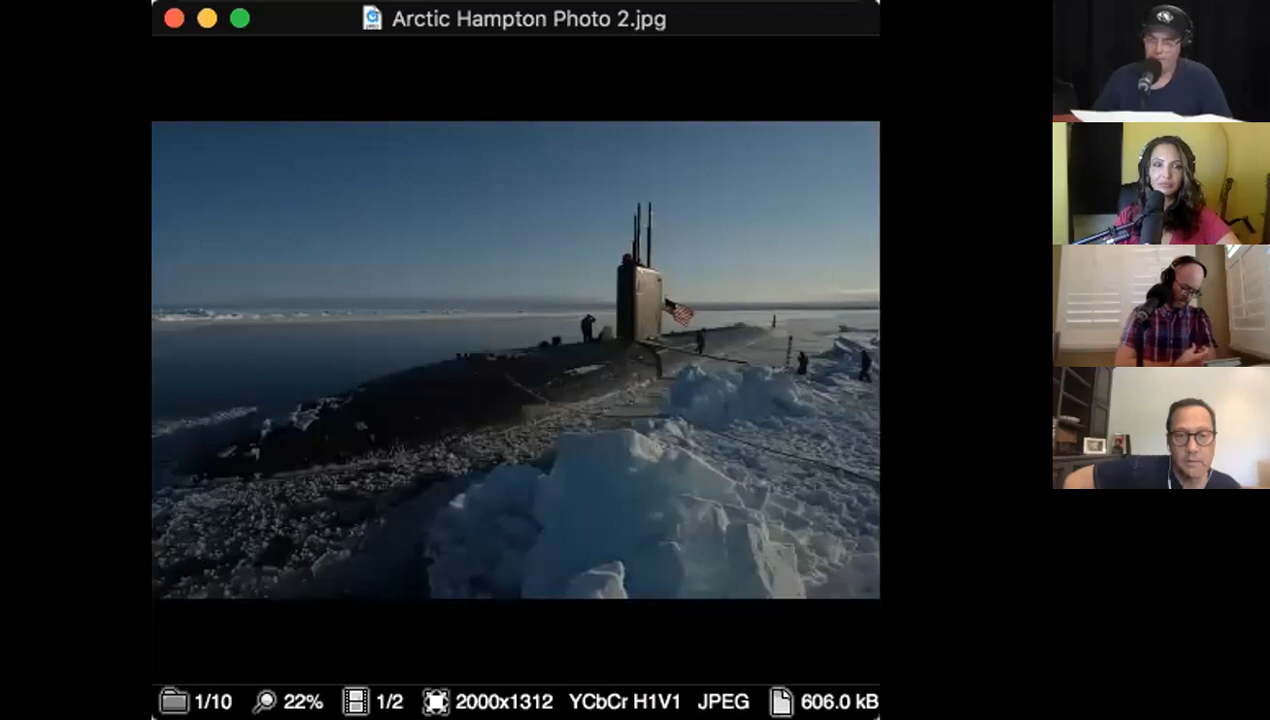 Arctic Hampton Photo 2.jpg
1/10 22% 1/2 2000x1312 YCbCr H1V1 JPEG 606.0 kB